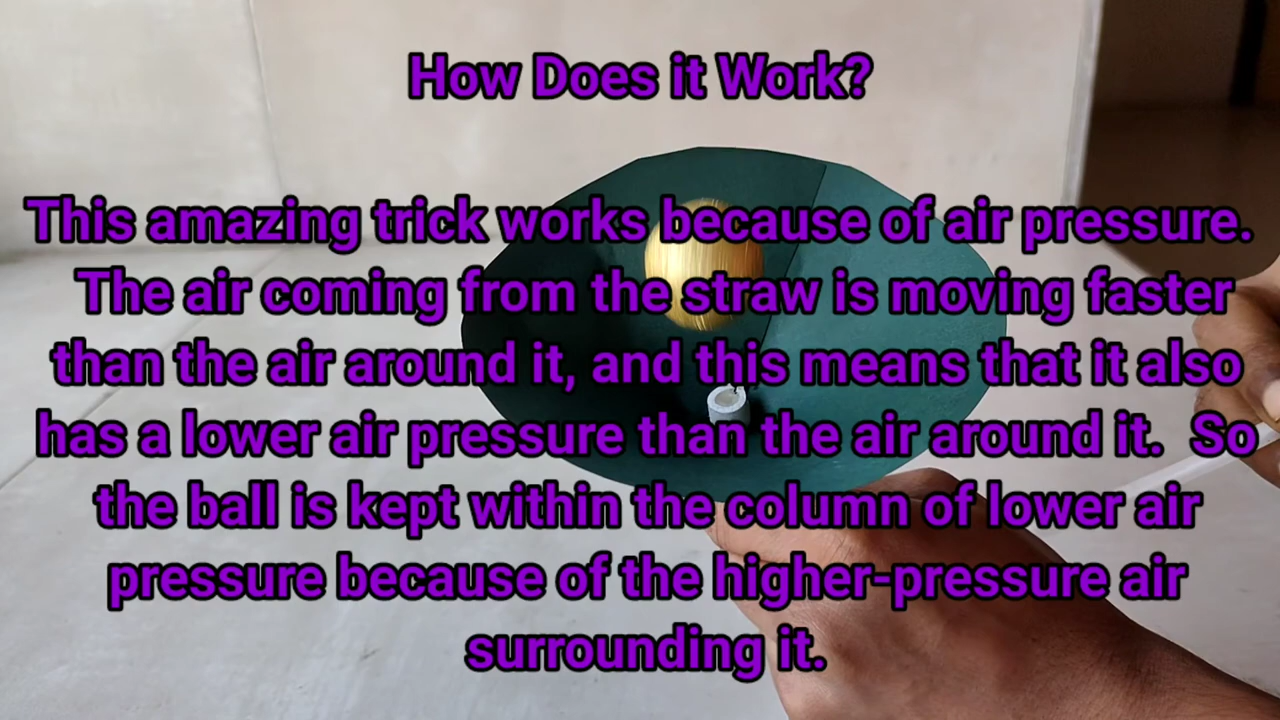 How Does it Work?
This amazing trick works because of air pressure.
The air coming from the straw is moving faster
than the air around it, and this means that it also
has a lower air pressure than the air around it.  So
the ball is kept within the column of lower air
pressure because of the higher-pressure air
surrounding it.